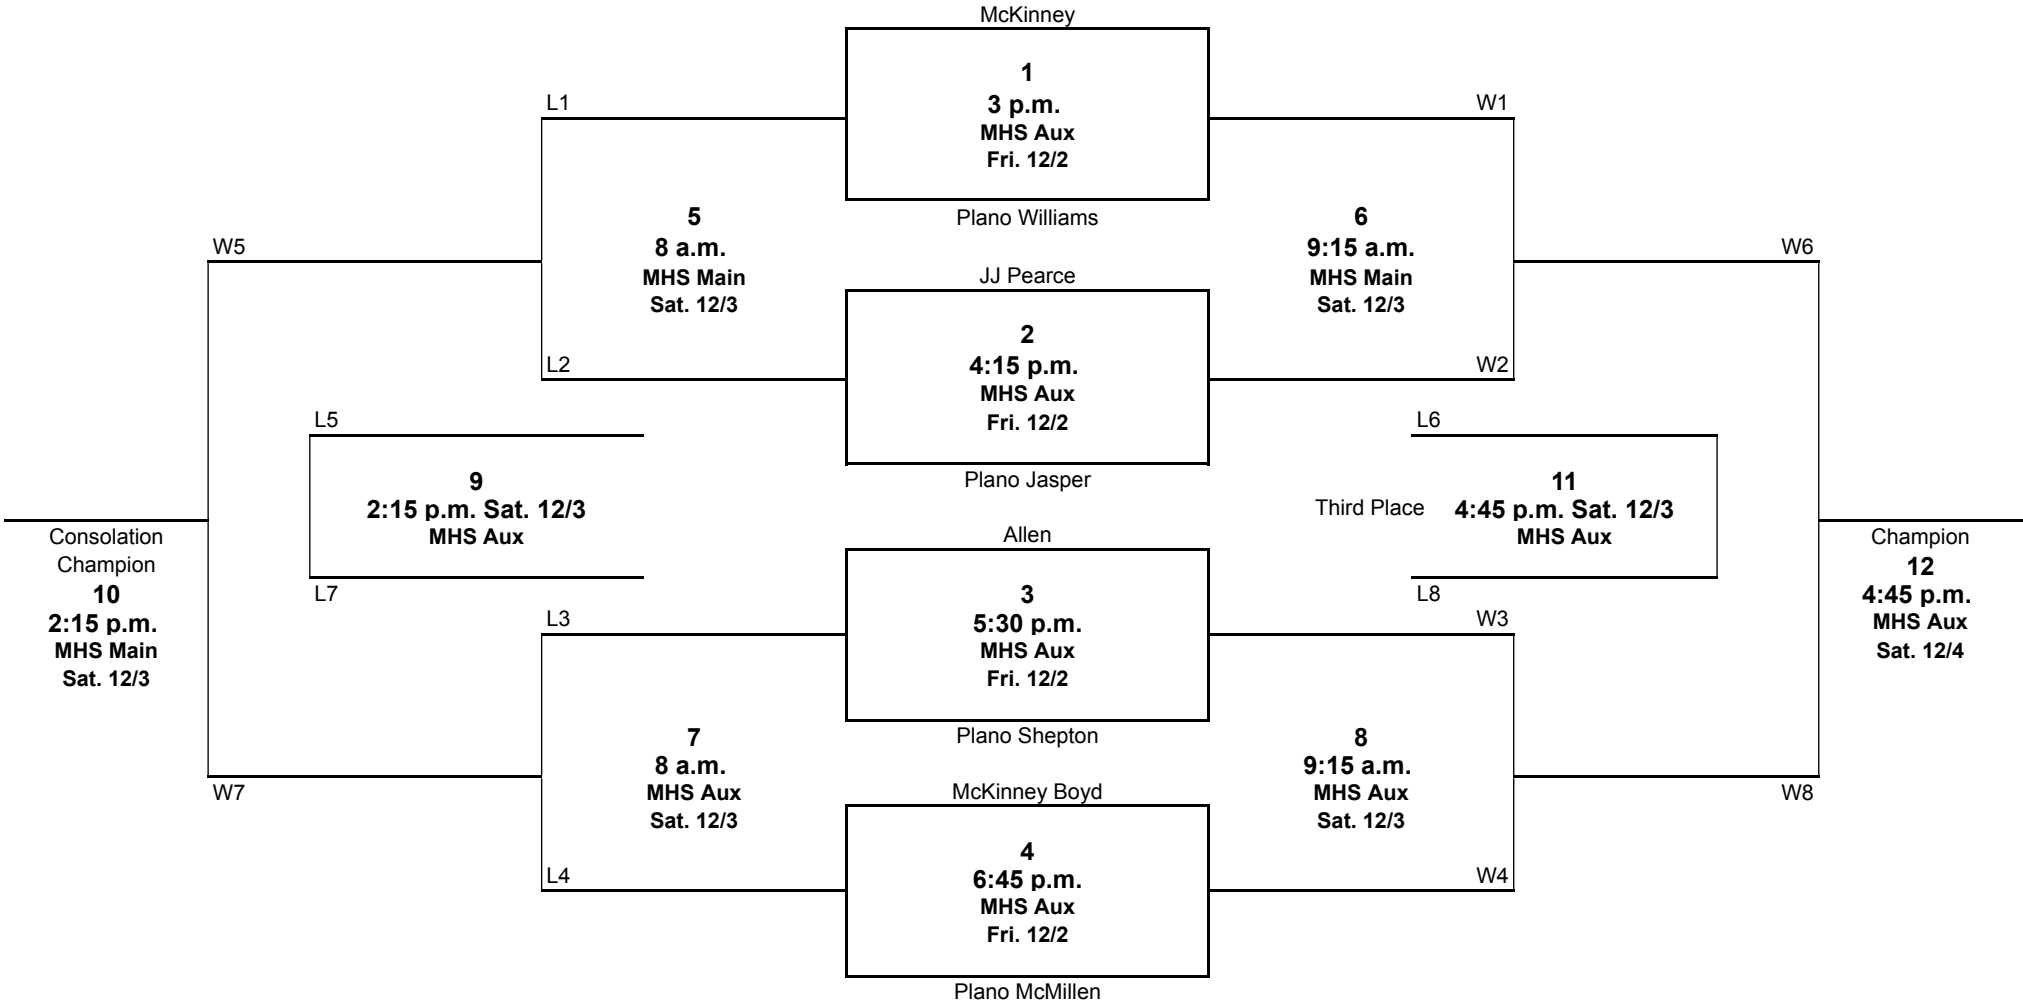 McKinney
1
3 p.m.
MHS Aux
Fri. 12/2
Plano Williams
L1
W1
5
8 a.m.
MHS Main
Sat. 12/3
6
9:15 a.m.
MHS Main
Sat. 12/3
W5
W6
JJ Pearce
2
4:15 p.m.
MHS Aux
Fri. 12/2
Plano Jasper
L2
W2
L5
9
2:15 p.m. Sat. 12/3
MHS Aux
L7
L6
Third Place
11
4:45 p.m. Sat. 12/3
MHS Aux
L8
Consolation
Champion
10
2:15 p.m.
MHS Main
Sat. 12/3
Champion
12
4:45 p.m.
MHS Aux
Sat. 12/4
Allen
3
5:30 p.m.
MHS Aux
Fri. 12/2
Plano Shepton
L3
W3
7
8 a.m.
MHS Aux
Sat. 12/3
8
9:15 a.m.
MHS Aux
Sat. 12/3
W7
W8
McKinney Boyd
4
6:45 p.m.
MHS Aux
Fri. 12/2
Plano McMillen
L4
W4